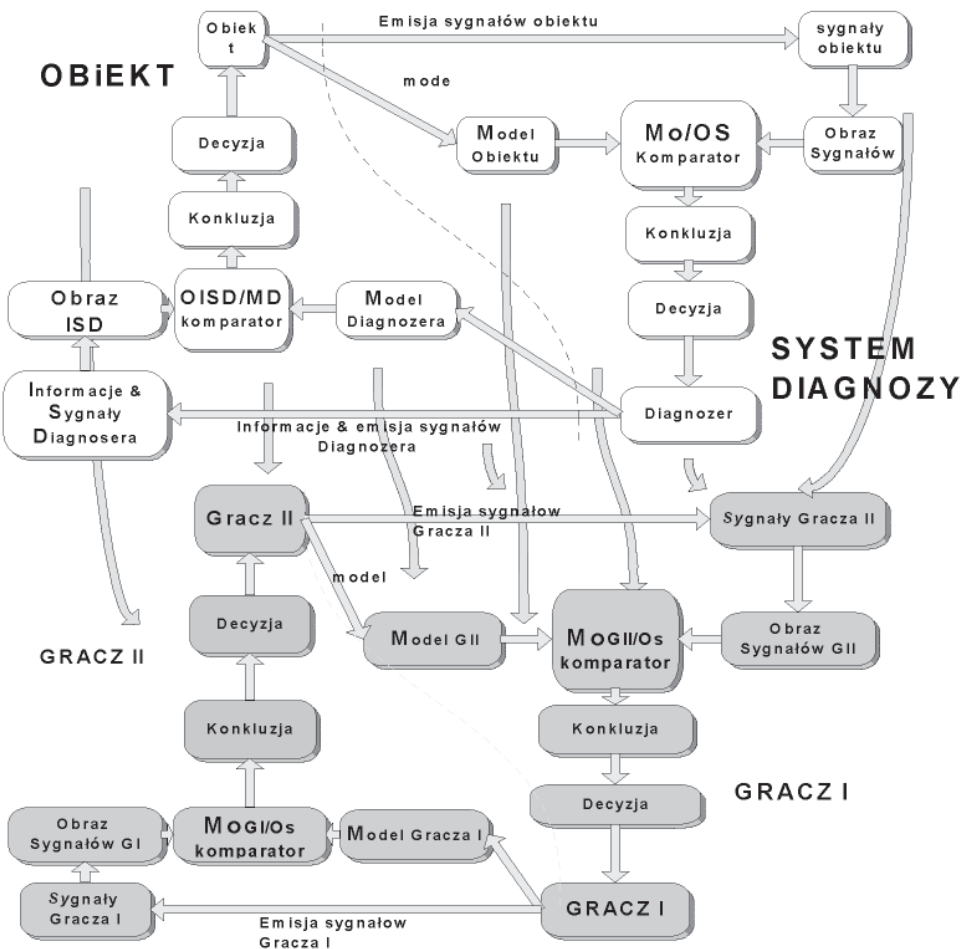 Emisja sygnałów obiektu
Obiek
t
sygnały
obiektu
OBiEKT
mode
Decyzja
Model
Obiektu
Mo/OS
Komparator
Obraz
Sygnałów
Konkluzja
Konkluzja
Obraz
ISD
OISD/MD
komparator
Model
Diagnozera
Decyzja
SYSTEM
DIAGNOZY
Informacje &
Sygnały
Diagnosera
Diagnozer
Informacje & emisja sygnałów
Diagnozera
Gracz II
Emisja sygnałow
Gracza II
Sygnały Gracza II
model
Decyzja
Model GII
MoGII/Os
komparator
Obraz
Sygnałów GII
GRACZ II
Konkluzja
Konkluzja
GRACZ I
Decyzja
Obraz
Sygnałów GI
MoGI/Os
komparator
Model Gracza I
Sygnały
Gracza I
GRACZ I
Emisja sygnałow
Gracza I